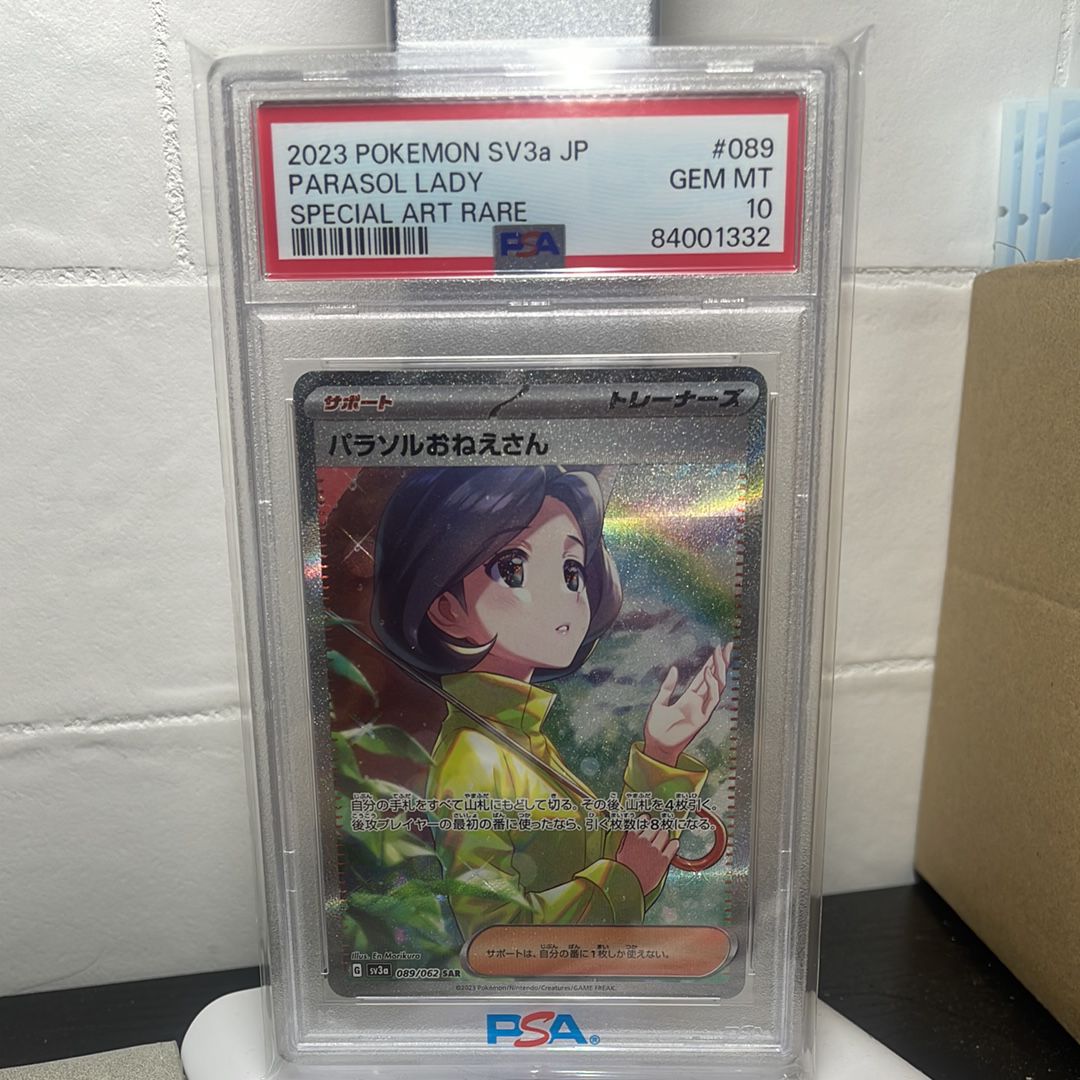 2023 POKEMON SV3a JP #089
PARASOL LADY GEM MT
SPECIAL ART RARE 10
PSA 84001332
サポート トレーナーズ
パラソルおねえさん
自分の手札をすべて山札にもどして切る。その後、山札を4枚引く。
後攻プレイヤーの最初の番に使ったなら、引く枚数は8枚になる。
サポートは、自分の番に1枚しか使えない。
Illus. En Morikura
G sv3a 089/062 SAR
©2023 Pokémon/Nintendo/Creatures/GAME FREAK.
PSA®